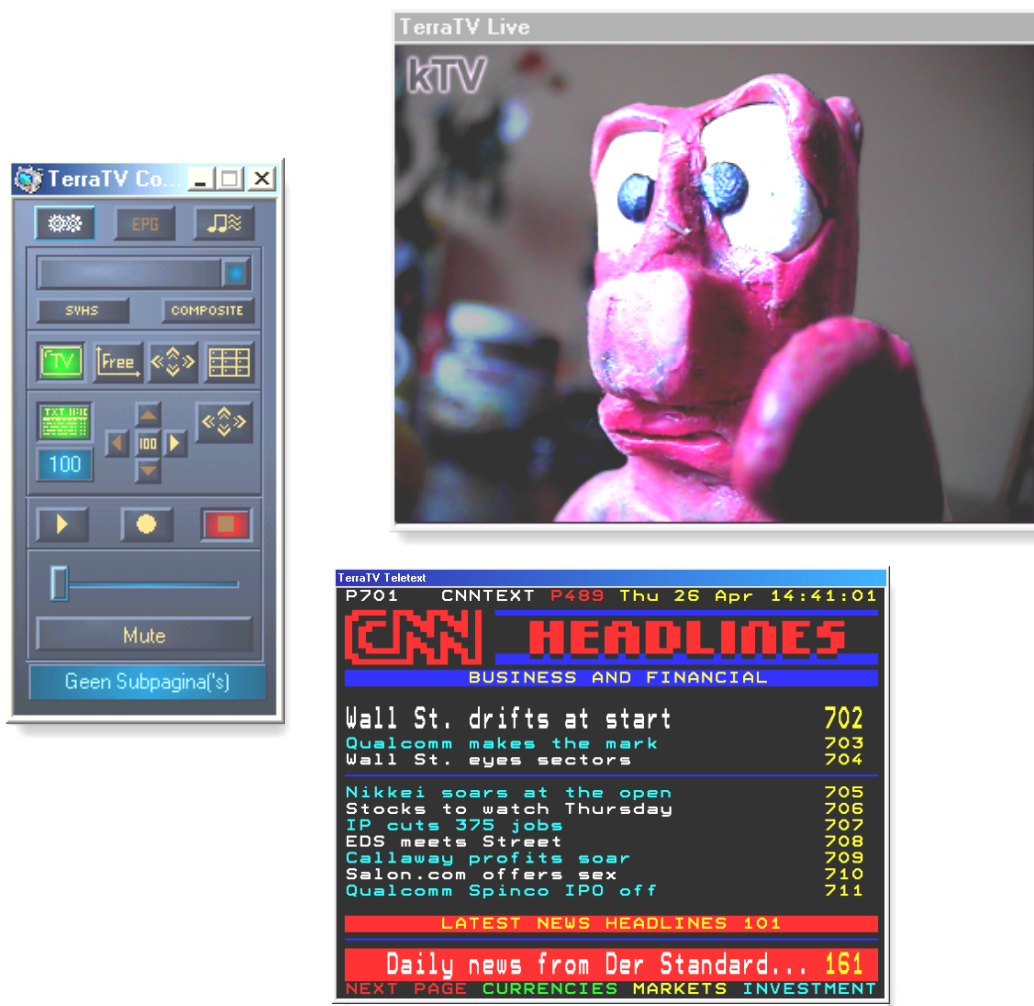 TerraTV Live
kTV
TerraTV Co...
EPG
SVHS
COMPOSITE
TV
Free
100
100
Mute
Geen Subpagina('s)
TerraTV Teletext
P701 CNNTEXT P489 Thu 26 Apr 14:41:01
CNN HEADLINES
BUSINESS AND FINANCIAL
Wall St. drifts at start 702
Qualcomm makes the mark 703
Wall St. eyes sectors 704
Nikkei soars at the open 705
Stocks to watch Thursday 706
IP cuts 375 jobs 707
EDS meets Street 708
Callaway profits soar 709
Salon.com offers sex 710
Qualcomm Spinco IPO off 711
LATEST NEWS HEADLINES 101
Daily news from Der Standard... 161
NEXT PAGE CURRENCIES MARKETS INVESTMENT